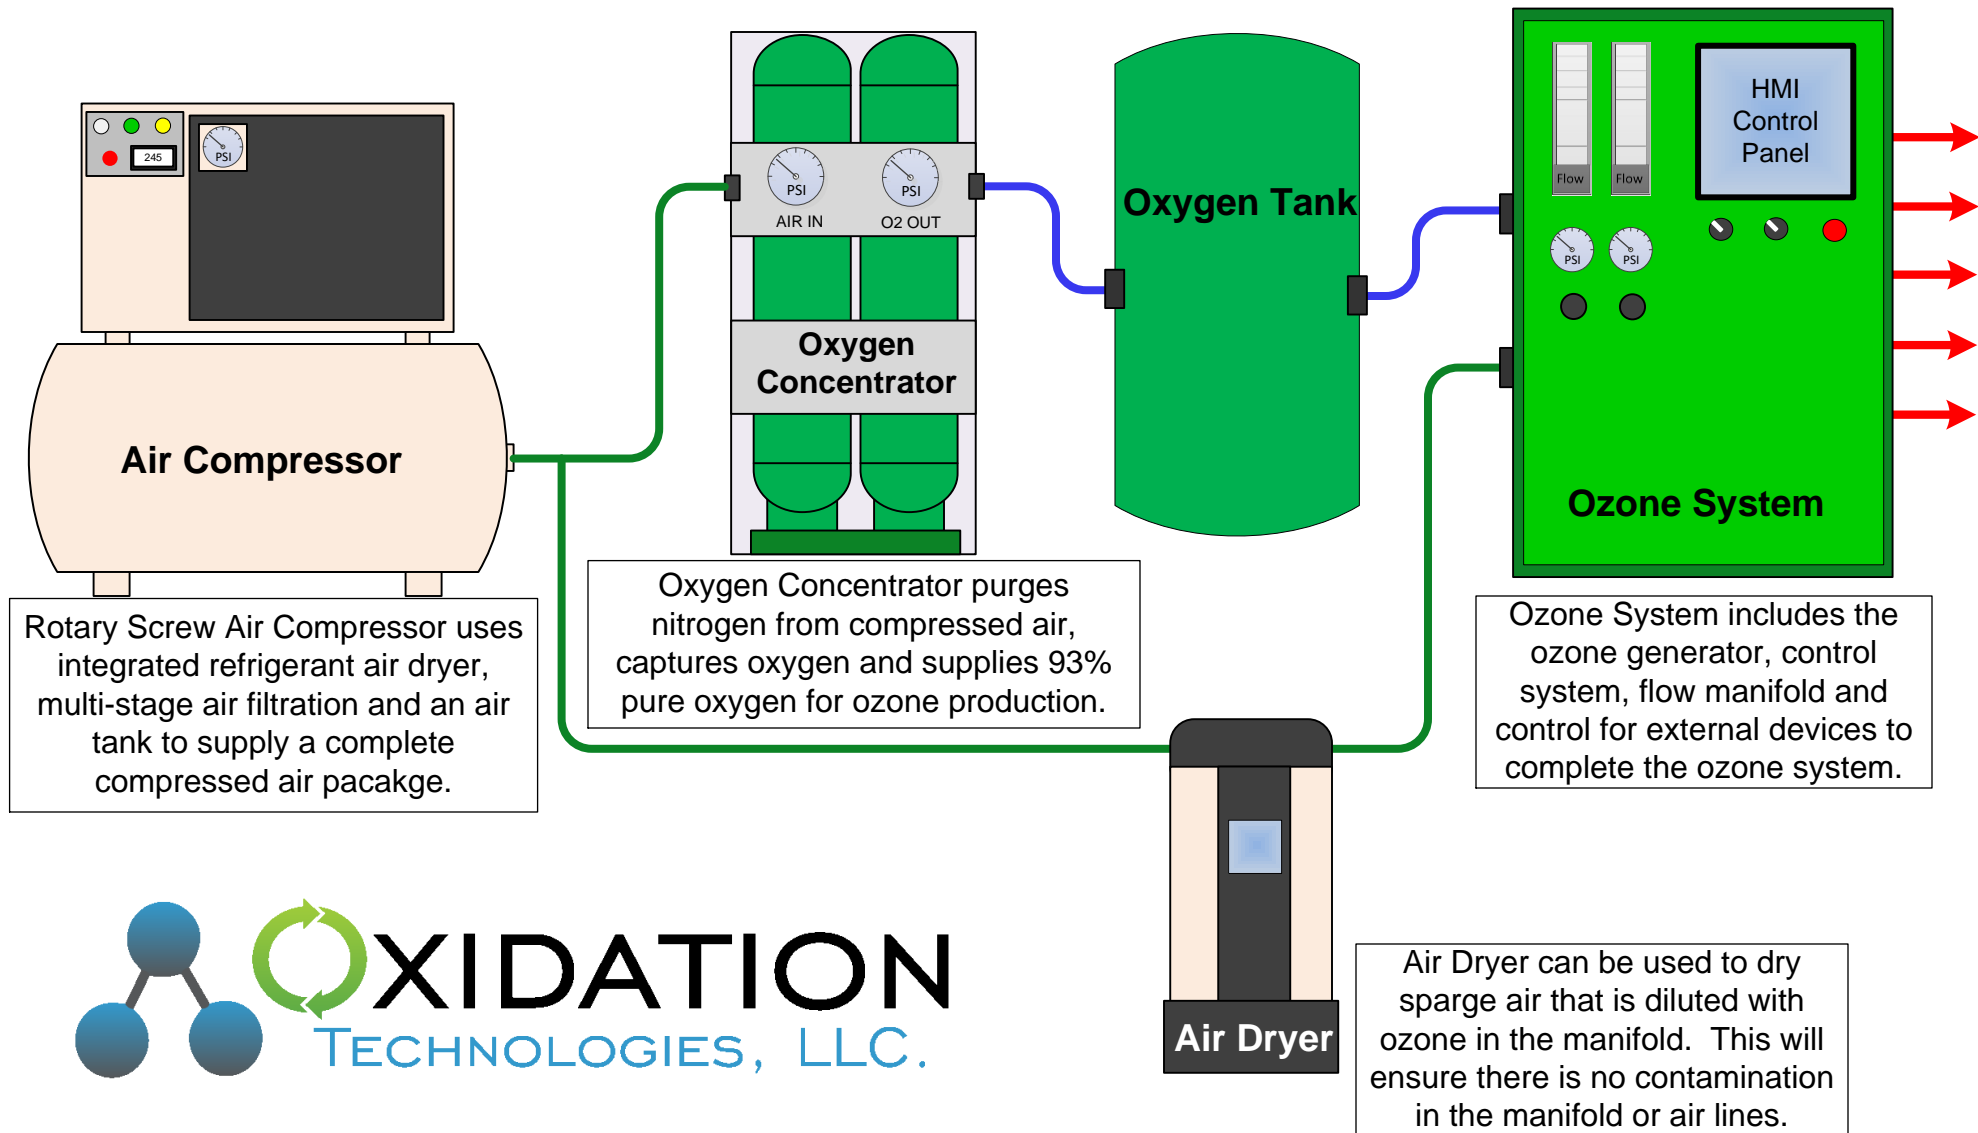 245
PSI
Air Compressor
Rotary Screw Air Compressor uses
integrated refrigerant air dryer,
multi-stage air filtration and an air
tank to supply a complete
compressed air pacakge.
PSI
PSI
AIR IN
O2 OUT
Oxygen
Concentrator
Oxygen Concentrator purges
nitrogen from compressed air,
captures oxygen and supplies 93%
pure oxygen for ozone production.
Oxygen Tank
Flow
Flow
HMI
Control
Panel
PSI
PSI
Ozone System
Ozone System includes the
ozone generator, control
system, flow manifold and
control for external devices to
complete the ozone system.
Air Dryer
Air Dryer can be used to dry
sparge air that is diluted with
ozone in the manifold.  This will
ensure there is no contamination
in the manifold or air lines.
OXIDATION
TECHNOLOGIES, LLC.